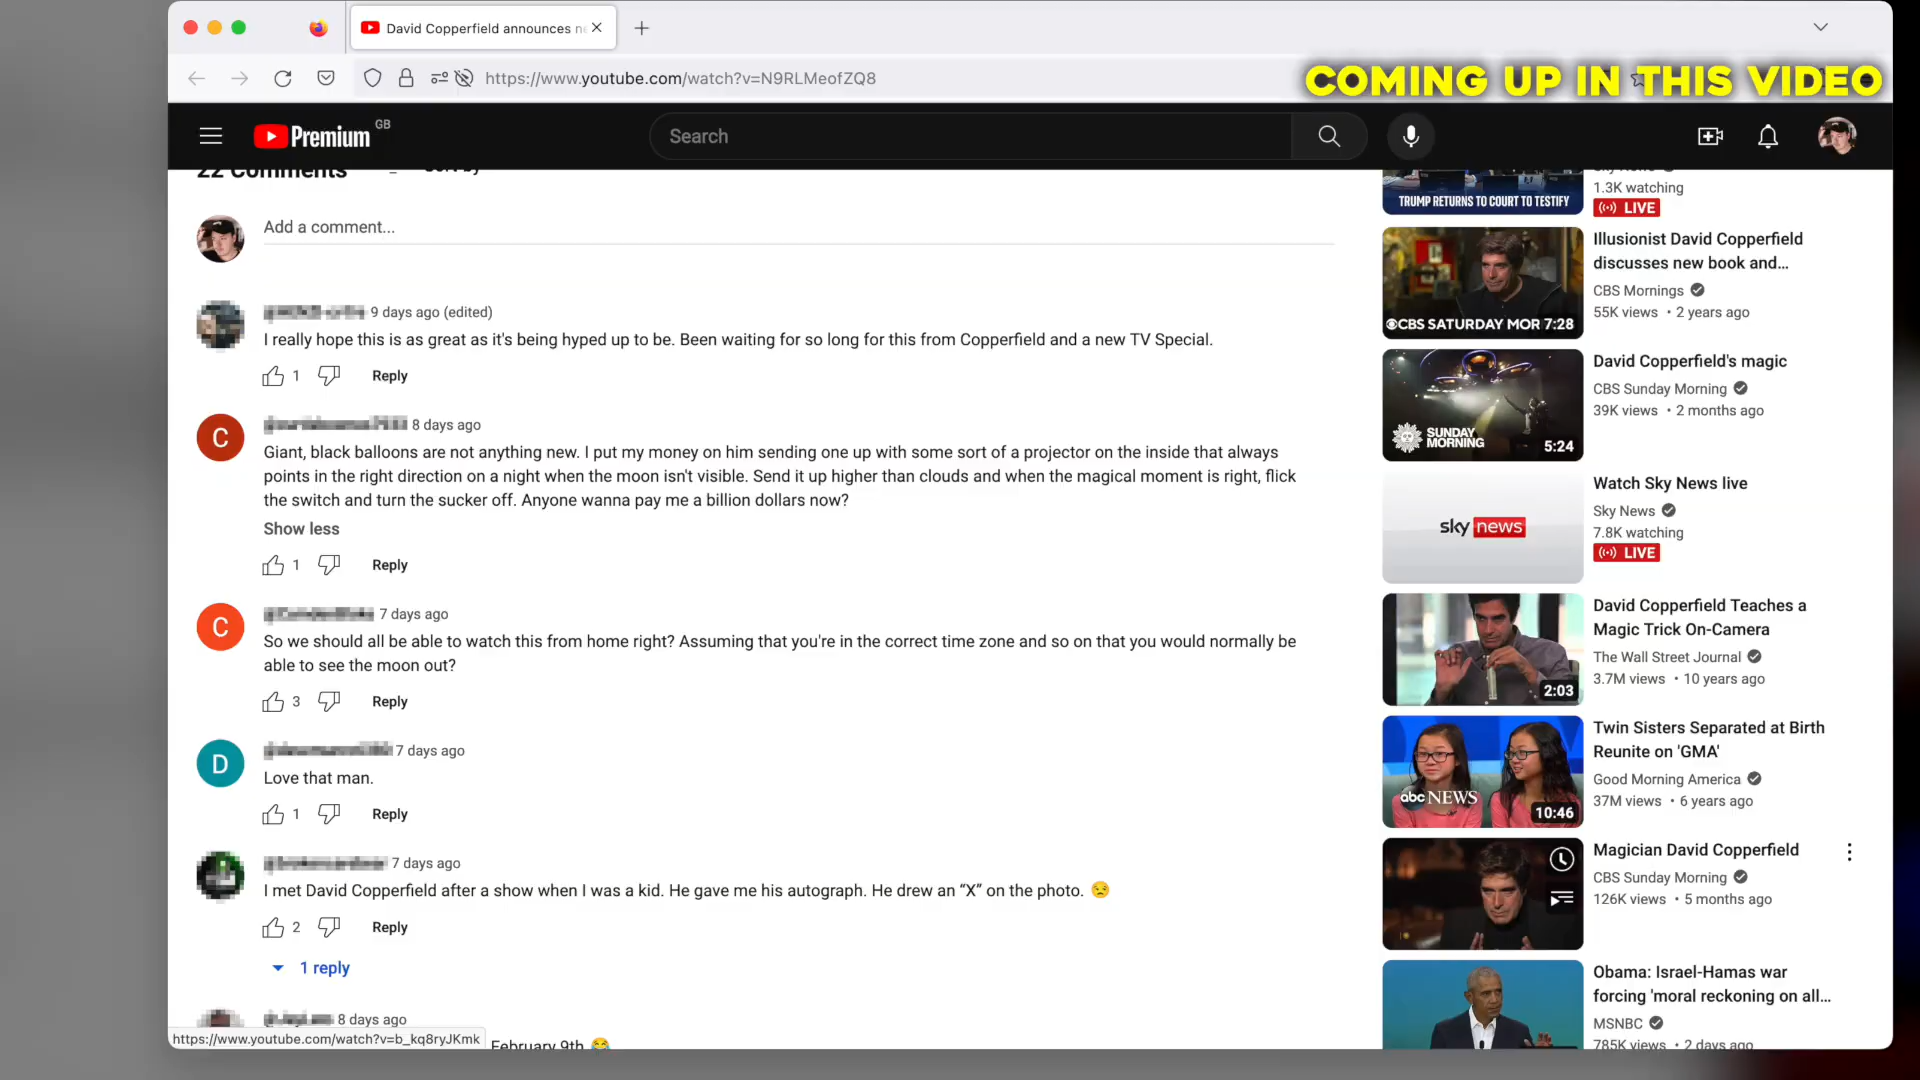 David Copperfield announces n
https://www.youtube.com/watch?v=N9RLMeofZQ8
COMING UP IN THIS VIDEO
Premium GB
Search
22 Comments
Sort by
Add a comment...
9 days ago (edited)
I really hope this is as great as it's being hyped up to be. Been waiting for so long for this from Copperfield and a new TV Special.
1 Reply
C
8 days ago
Giant, black balloons are not anything new. I put my money on him sending one up with some sort of a projector on the inside that always
points in the right direction on a night when the moon isn't visible. Send it up higher than clouds and when the magical moment is right, flick
the switch and turn the sucker off. Anyone wanna pay me a billion dollars now?
Show less
1 Reply
C
7 days ago
So we should all be able to watch this from home right? Assuming that you're in the correct time zone and so on that you would normally be
able to see the moon out?
3 Reply
D
7 days ago
Love that man.
1 Reply
7 days ago
I met David Copperfield after a show when I was a kid. He gave me his autograph. He drew an “X” on the photo. 😒
2 Reply
1 reply
8 days ago
February 9th 😂
https://www.youtube.com/watch?v=b_kq8ryJKmk
TRUMP RETURNS TO COURT TO TESTIFY
1.3K watching
LIVE
CBS SATURDAY MOR 7:28
Illusionist David Copperfield
discusses new book and...
CBS Mornings
55K views • 2 years ago
SUNDAY
MORNING
5:24
David Copperfield's magic
CBS Sunday Morning
39K views • 2 months ago
sky news
Watch Sky News live
Sky News
7.8K watching
LIVE
2:03
David Copperfield Teaches a
Magic Trick On-Camera
The Wall Street Journal
3.7M views • 10 years ago
abc NEWS
10:46
Twin Sisters Separated at Birth
Reunite on 'GMA'
Good Morning America
37M views • 6 years ago
Magician David Copperfield
CBS Sunday Morning
126K views • 5 months ago
Obama: Israel-Hamas war
forcing 'moral reckoning on all...
MSNBC
785K views • 2 days ago